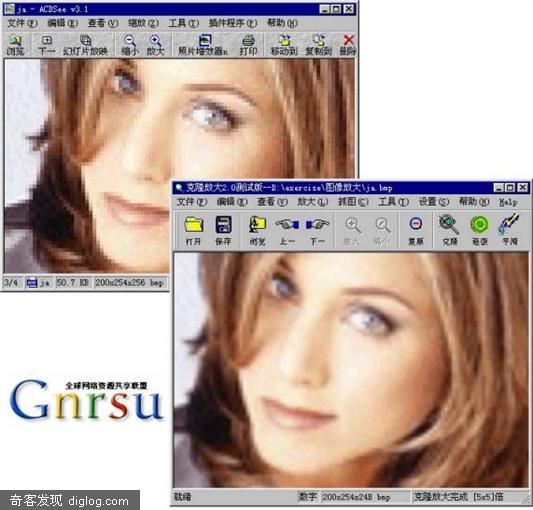 ja - ACDSee v3.1
文件(F) 编辑(E) 查看(V) 缩放(Z) 工具(T) 插件程序(P) 帮助(H)
浏览 下一 幻灯片放映 缩小 放大 照片增效器n 打印 移动到 复制到 删除
3/4 ja 50.7 KB 200x254x256 bmp
克隆放大2.0测试版--D:\exercise\图像放大\ja.bmp
文件(F) 编辑(E) 查看(V) 放大(L) 抓图(C) 工具(T) 设置(S) 帮助(H) Help
打开 保存 浏览 上一 下一 放大 缩小 复原 克隆 逐级 平滑
就绪 数字 200x254x24B bmp 克隆放大完成 [5x5]倍
全球网络资源共享联盟
Gnrsu
奇客发现 diglog.com